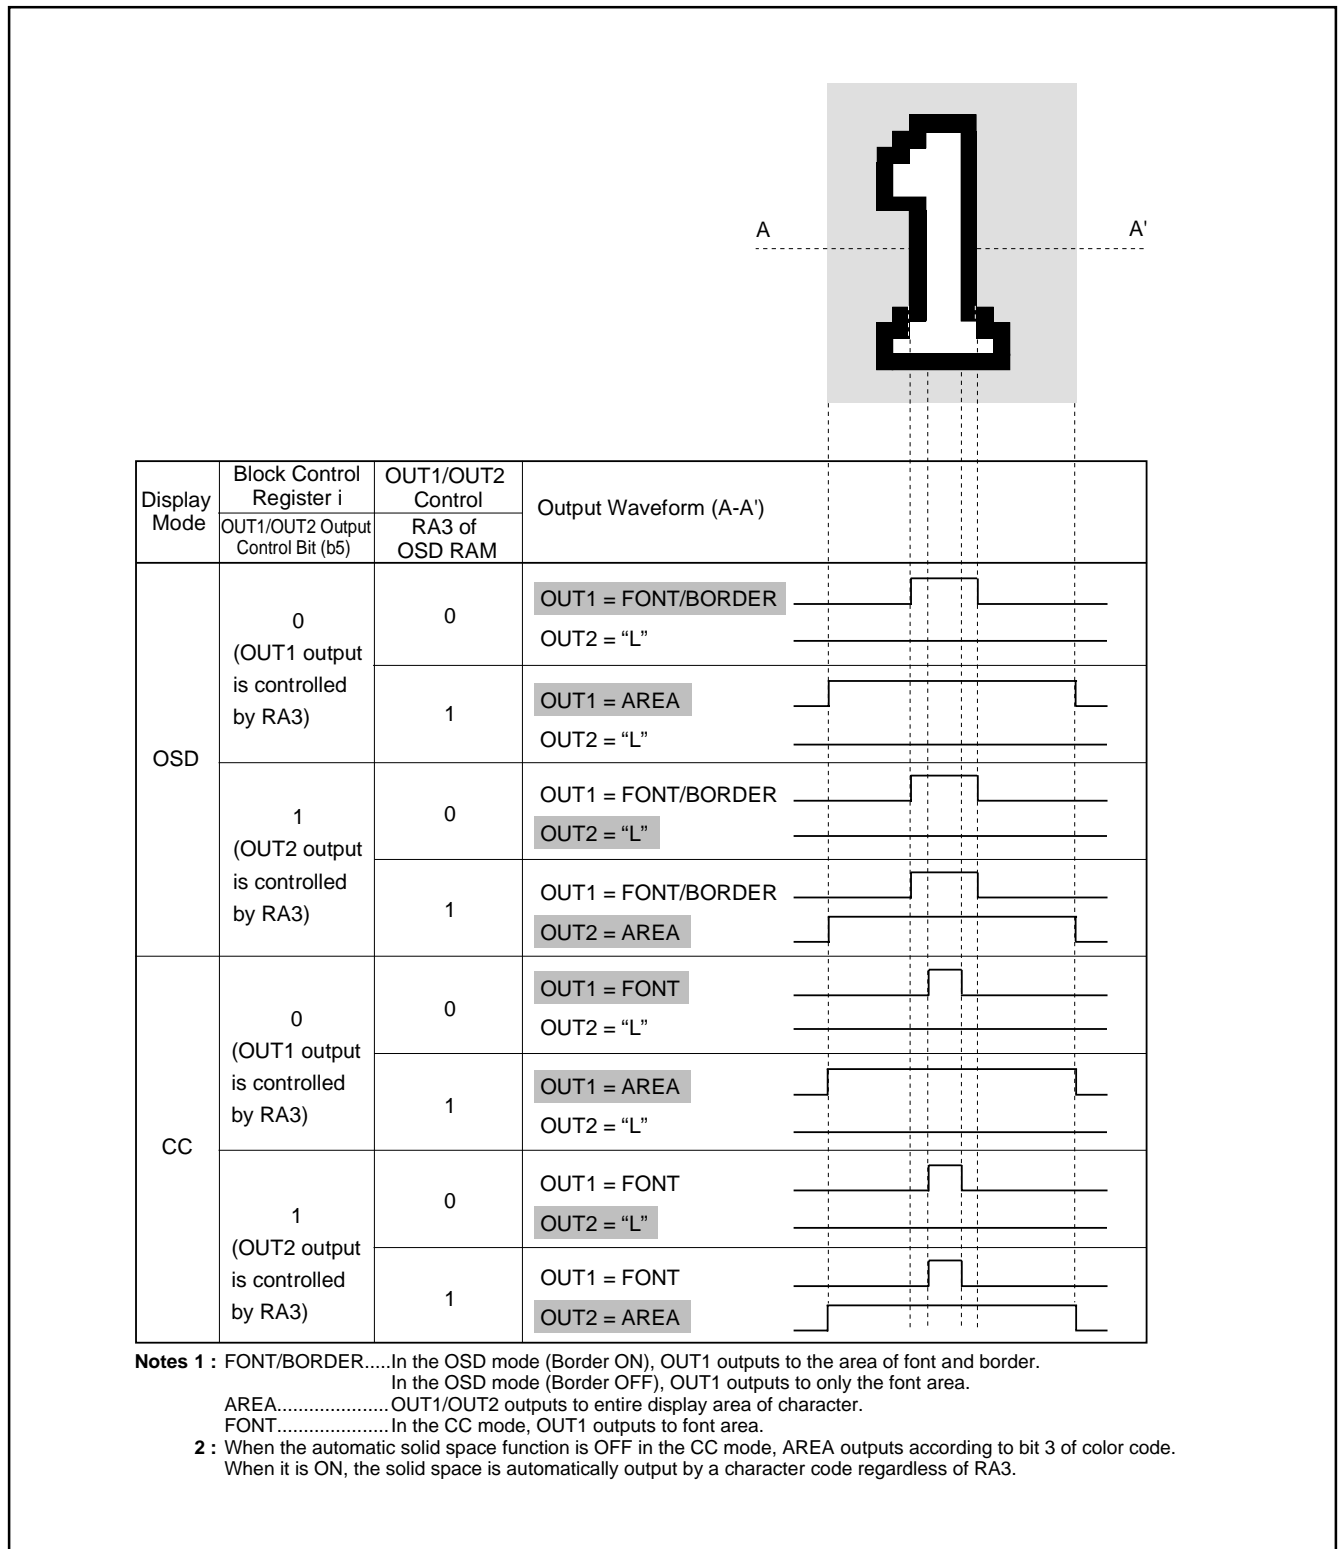 A
A'
Display Mode
Block Control Register i
OUT1/OUT2 Output Control Bit (b5)
OUT1/OUT2 Control
RA3 of OSD RAM
Output Waveform (A-A')
OSD
0
(OUT1 output
is controlled
by RA3)
0
OUT1 = FONT/BORDER
OUT2 = “L”
1
OUT1 = AREA
OUT2 = “L”
1
(OUT2 output
is controlled
by RA3)
0
OUT1 = FONT/BORDER
OUT2 = “L”
1
OUT1 = FONT/BORDER
OUT2 = AREA
CC
0
(OUT1 output
is controlled
by RA3)
0
OUT1 = FONT
OUT2 = “L”
1
OUT1 = AREA
OUT2 = “L”
1
(OUT2 output
is controlled
by RA3)
0
OUT1 = FONT
OUT2 = “L”
1
OUT1 = FONT
OUT2 = AREA
Notes 1 : FONT/BORDER.....In the OSD mode (Border ON), OUT1 outputs to the area of font and border.
In the OSD mode (Border OFF), OUT1 outputs to only the font area.
AREA.....................OUT1/OUT2 outputs to entire display area of character.
FONT.....................In the CC mode, OUT1 outputs to font area.
2 : When the automatic solid space function is OFF in the CC mode, AREA outputs according to bit 3 of color code.
When it is ON, the solid space is automatically output by a character code regardless of RA3.